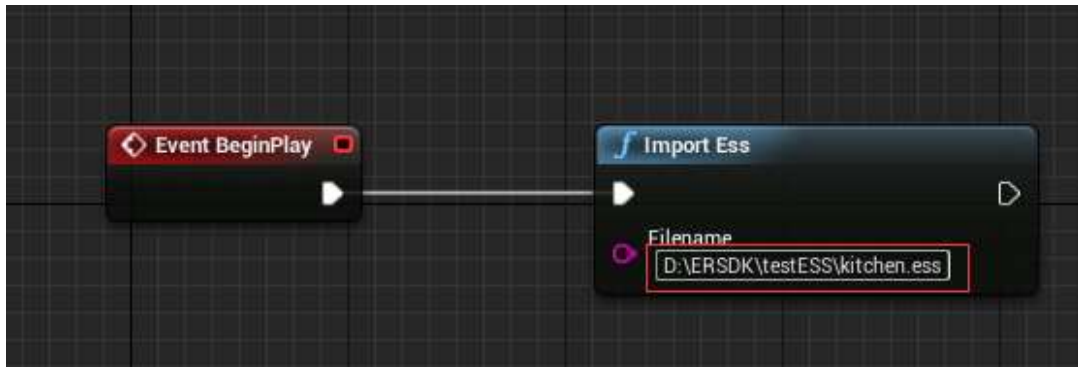 Event BeginPlay
Import Ess
Filename
D:\ERSDK\testESS\kitchen.ess